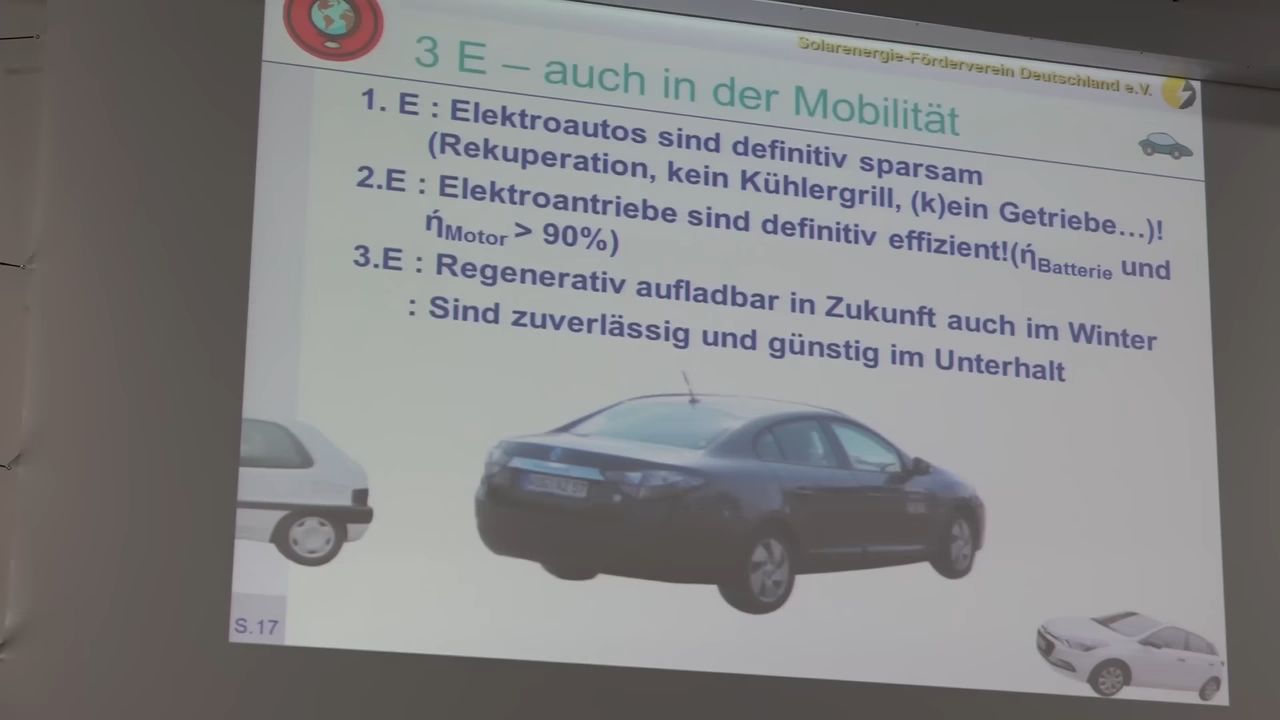 Solarenergie-Förderverein Deutschland e.V.
3 E – auch in der Mobilität
1. E : Elektroautos sind definitiv sparsam
(Rekuperation, kein Kühlergrill, (k)ein Getriebe...)!
2.E : Elektroantriebe sind definitiv effizient!(ήBatterie und
ήMotor > 90%)
3.E : Regenerativ aufladbar in Zukunft auch im Winter
: Sind zuverlässig und günstig im Unterhalt
S.17